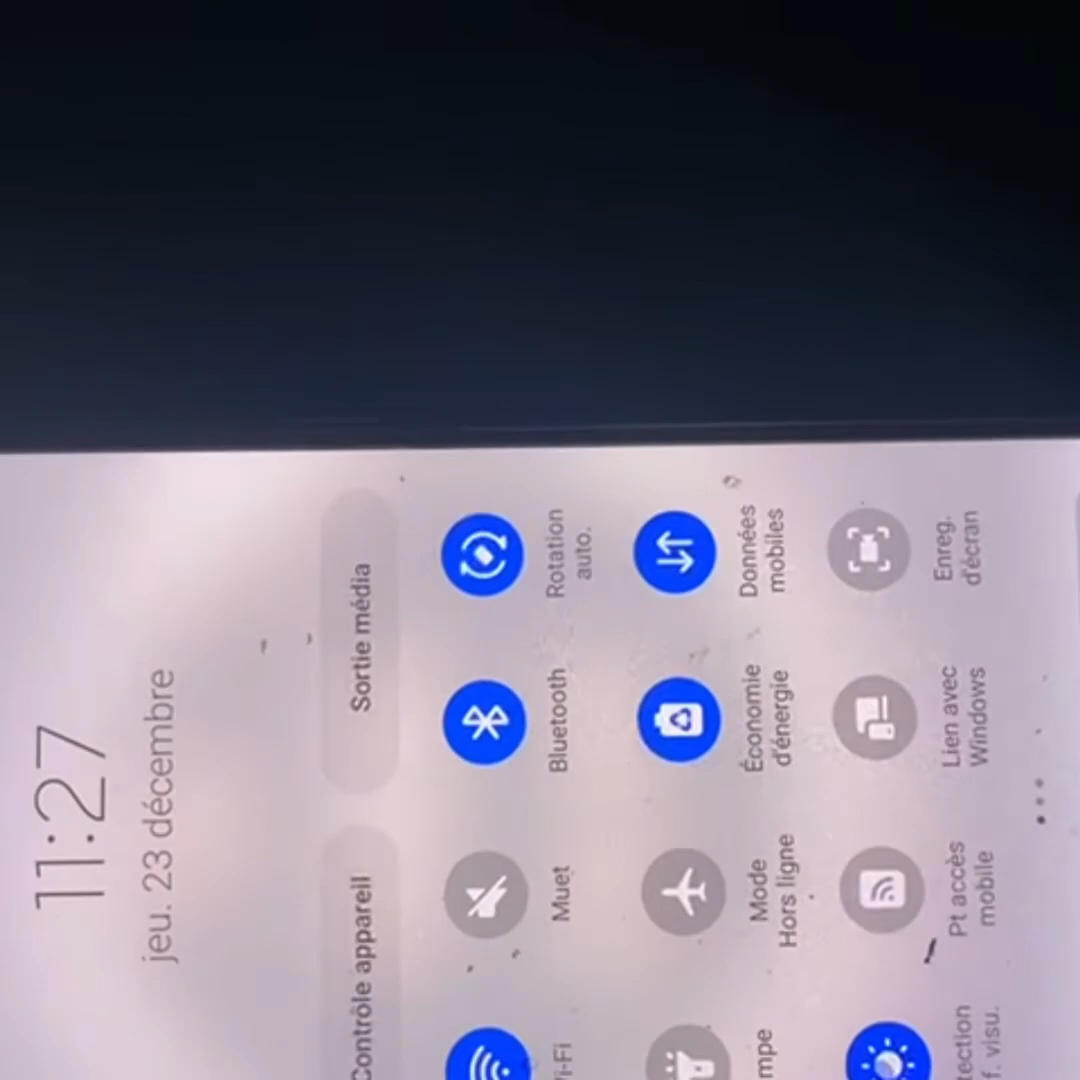 11:27
jeu. 23 décembre
Contrôle appareil
Sortie média
Muet
Bluetooth
Rotation
auto.
Mode
Hors ligne
Économie
d'énergie
Données
mobiles
Pt accès
mobile
Lien avec
Windows
Enreg.
d'écran